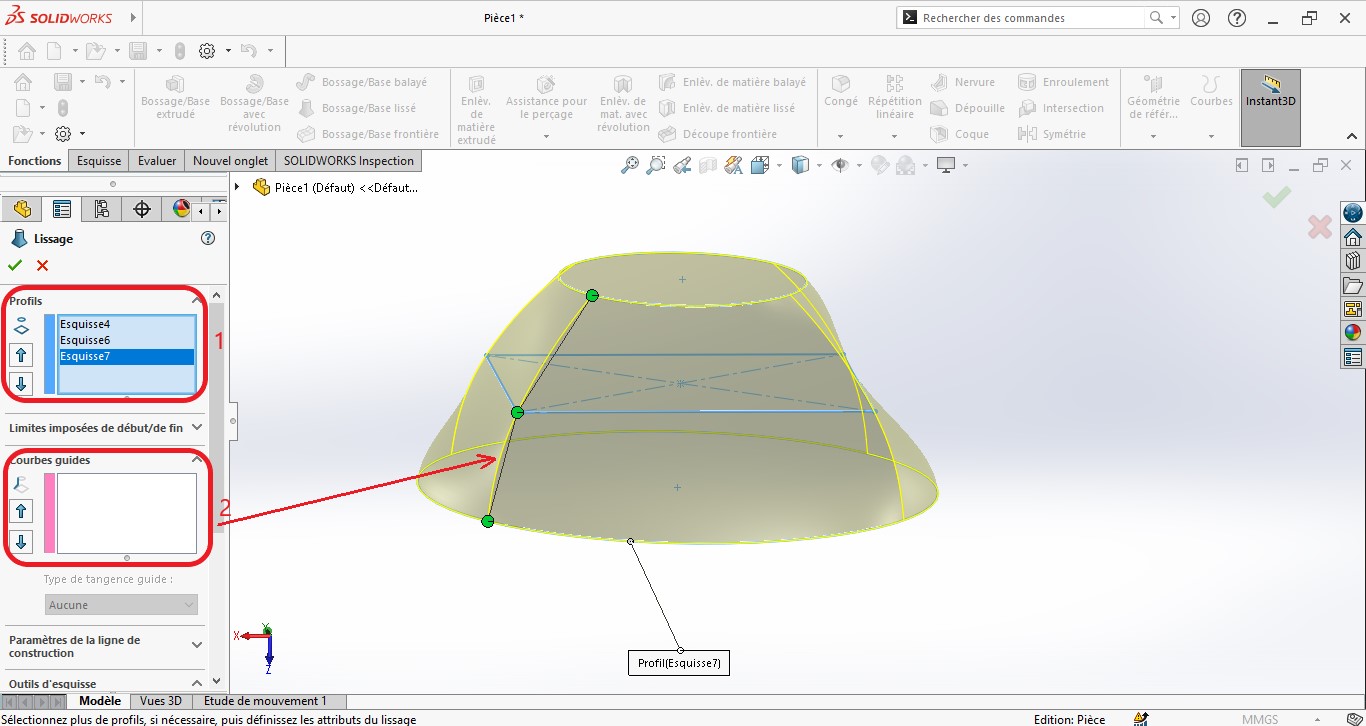 SOLIDWORKS
Pièce1 *
Rechercher des commandes
Bossage/Base
extrudé
Bossage/Base
avec
révolution
Bossage/Base balayé
Bossage/Base lissé
Bossage/Base frontière
Enlèv.
de
matière
extrudé
Assistance pour
le perçage
Enlèv. de
mat. avec
révolution
Enlèv. de matière balayé
Enlèv. de matière lissé
Découpe frontière
Congé
Répétition
linéaire
Nervure
Dépouille
Coque
Enroulement
Intersection
Symétrie
Géométrie
de référ...
Courbes
Instant3D
Fonctions
Esquisse
Evaluer
Nouvel onglet
SOLIDWORKS Inspection
Pièce1 (Défaut) <<Défaut...
Lissage
Profils
Esquisse4
Esquisse6
Esquisse7
1
Limites imposées de début/de fin
Courbes guides
2
Type de tangence guide :
Aucune
Paramètres de la ligne de
construction
Outils d'esquisse
Profil(Esquisse7)
X
Y
Z
Modèle
Vues 3D
Etude de mouvement 1
Sélectionnez plus de profils, si nécessaire, puis définissez les attributs du lissage
Edition: Pièce
MMGS